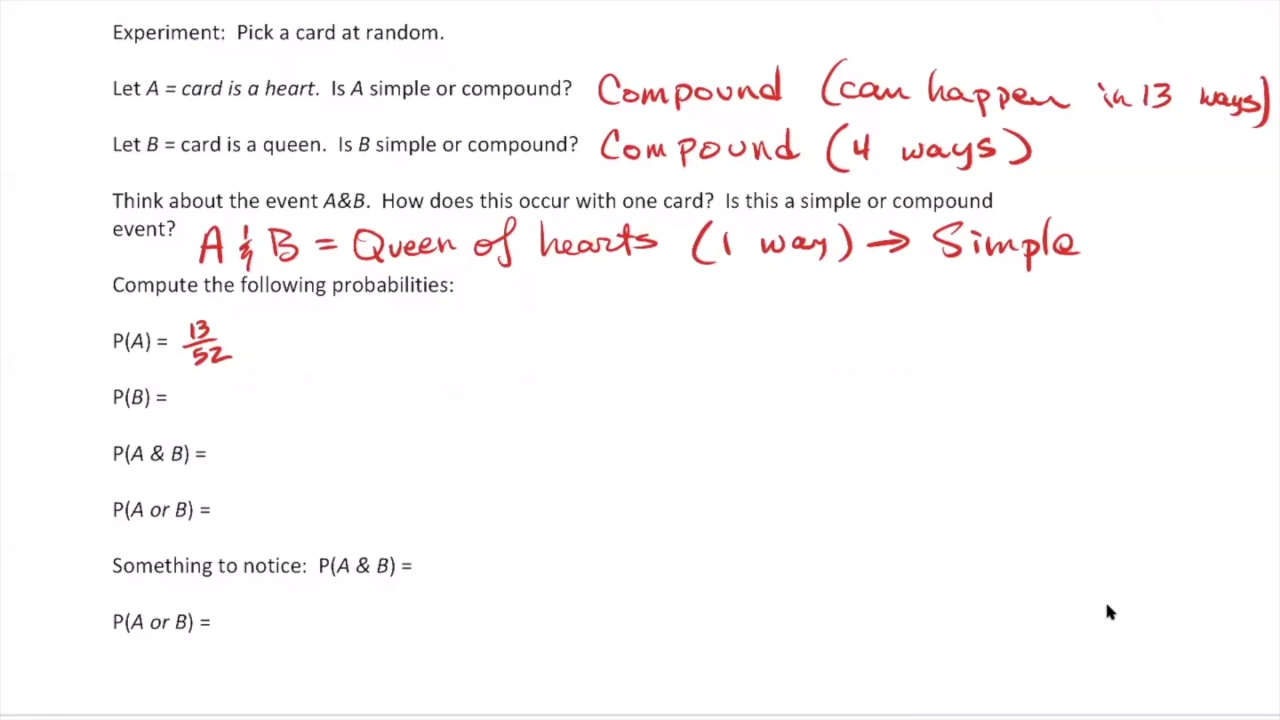 Experiment:  Pick a card at random.
Let A = card is a heart.  Is A simple or compound? Compound (can happen in 13 ways)
Let B = card is a queen.  Is B simple or compound? Compound (4 ways)
Think about the event A&B.  How does this occur with one card?  Is this a simple or compound
event? A & B = Queen of hearts (1 way) → Simple
Compute the following probabilities:
P(A) = 13/52
P(B) =
P(A & B) =
P(A or B) =
Something to notice:  P(A & B) =
P(A or B) =